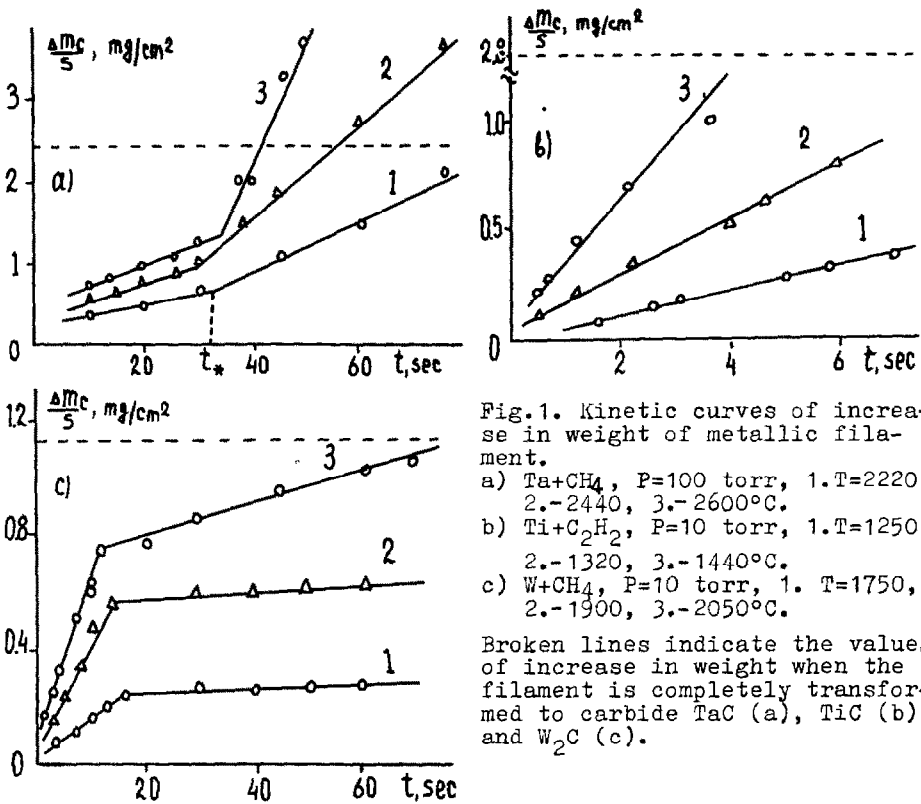 Δmc/s, mg/cm²
3
2
1
0
a)
3
2
1
20
t*
40
60
t, sec
Δmc/s, mg/cm²
1.0
0.5
0
b)
3
2
1
2
4
6
t, sec
Δmc/s, mg/cm²
1.2
0.8
0.4
0
c)
3
2
1
20
40
60
t, sec
Fig.1. Kinetic curves of increa-
se in weight of metallic fila-
ment.
a) Ta+CH₄, P=100 torr, 1.T=2220
2.-2440, 3.-2600°C.
b) Ti+C₂H₂, P=10 torr, 1.T=1250
2.-1320, 3.-1440°C.
c) W+CH₄, P=10 torr, 1. T=1750,
2.-1900, 3.-2050°C.
Broken lines indicate the value
of increase in weight when the
filament is completely transfor-
med to carbide TaC (a), TiC (b)
and W₂C (c).